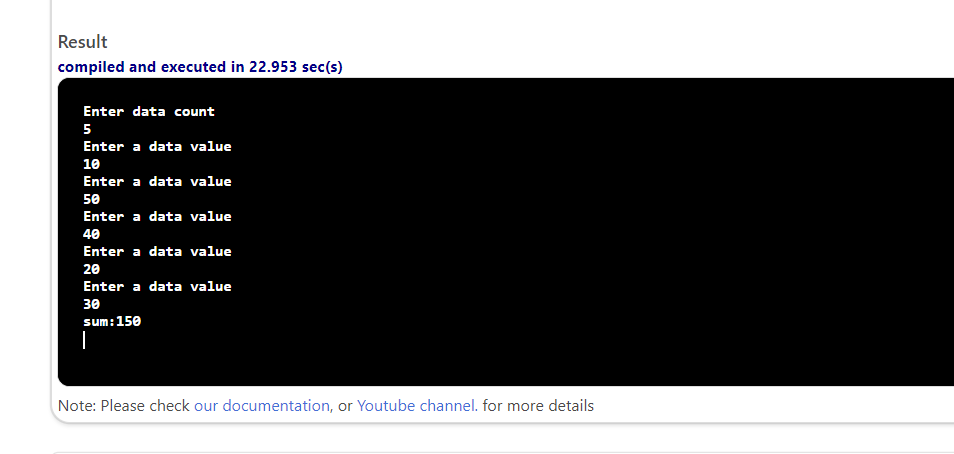 Result
compiled and executed in 22.953 sec(s)
Enter data count
5
Enter a data value
10
Enter a data value
50
Enter a data value
40
Enter a data value
20
Enter a data value
30
sum:150
Note: Please check our documentation, or Youtube channel. for more details